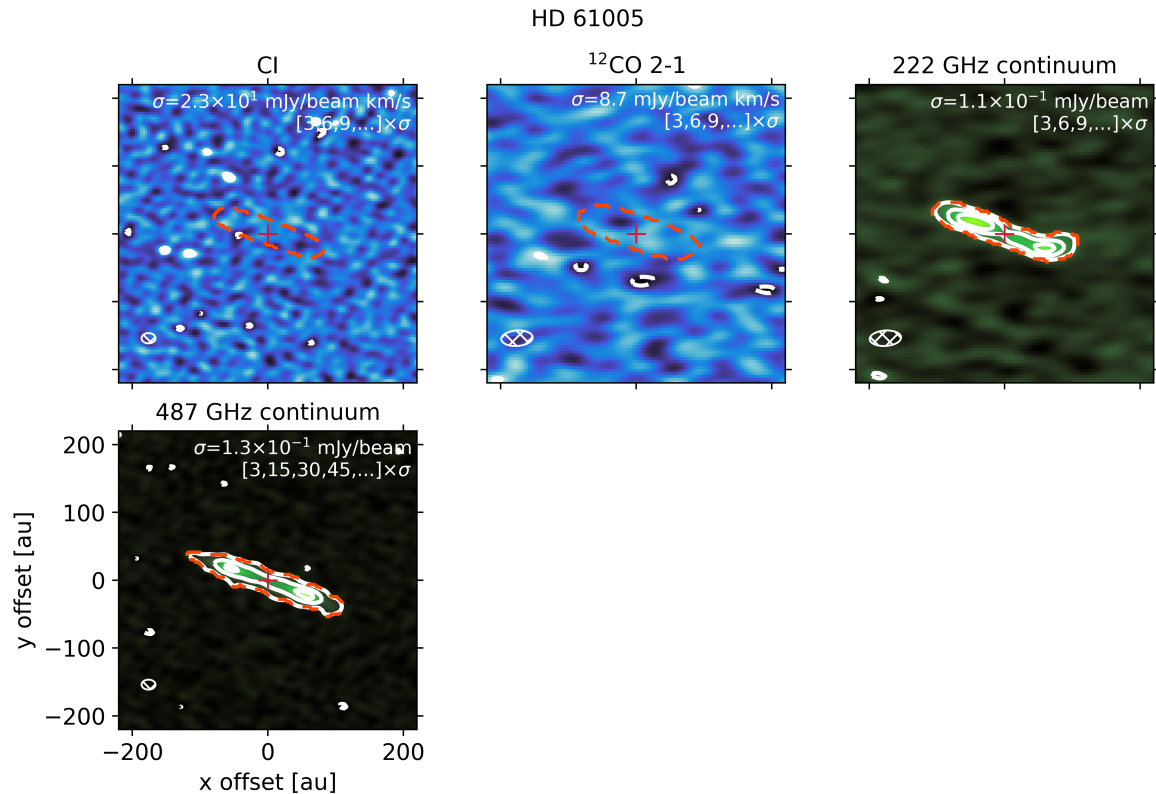 HD 61005
CI
σ=2.3×10¹ mJy/beam km/s
[3,6,9,...]×σ
¹²CO 2-1
σ=8.7 mJy/beam km/s
[3,6,9,...]×σ
222 GHz continuum
σ=1.1×10⁻¹ mJy/beam
[3,6,9,...]×σ
487 GHz continuum
σ=1.3×10⁻¹ mJy/beam
[3,15,30,45,...]×σ
200
100
0
−100
−200
y offset [au]
−200 0 200
x offset [au]